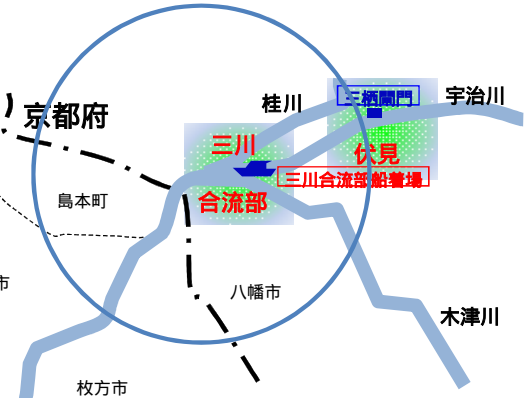 三栖閘門
宇治川
桂川
京都府
三川
伏見
三川合流部船着場
合流部
島本町
市
八幡市
木津川
枚方市